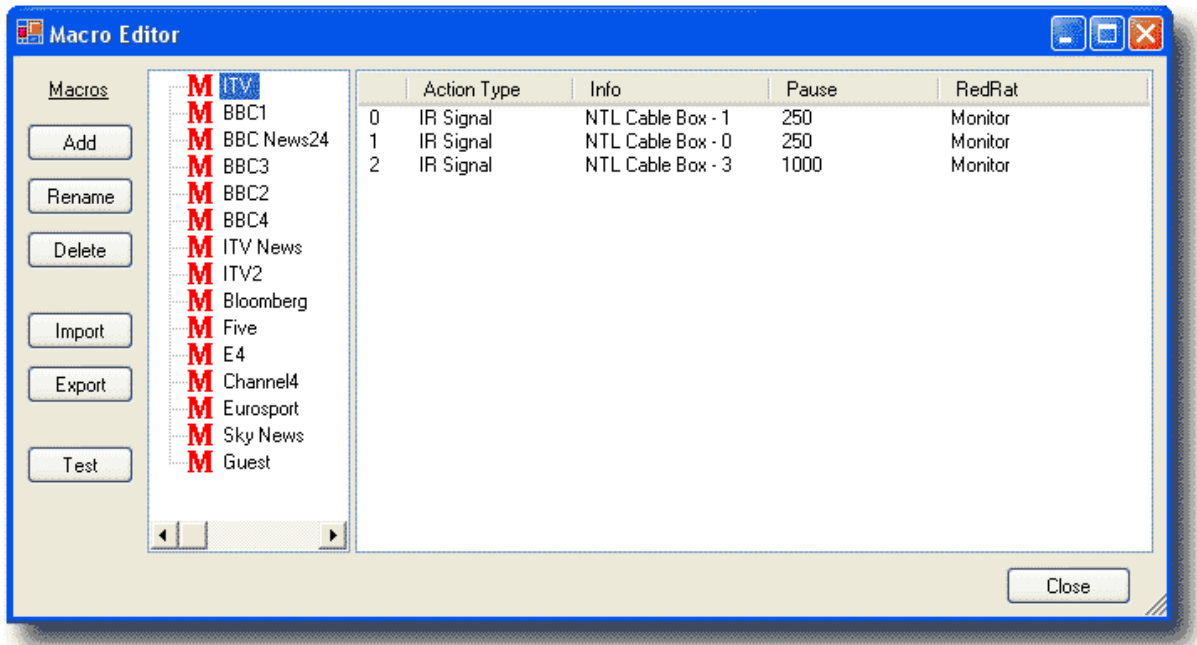 Macro Editor
Macros
Add
Rename
Delete
Import
Export
Test
M ITV
M BBC1
M BBC News24
M BBC3
M BBC2
M BBC4
M ITV News
M ITV2
M Bloomberg
M Five
M E4
M Channel4
M Eurosport
M Sky News
M Guest
Action Type Info Pause RedRat
0 IR Signal NTL Cable Box - 1 250 Monitor
1 IR Signal NTL Cable Box - 0 250 Monitor
2 IR Signal NTL Cable Box - 3 1000 Monitor
Close